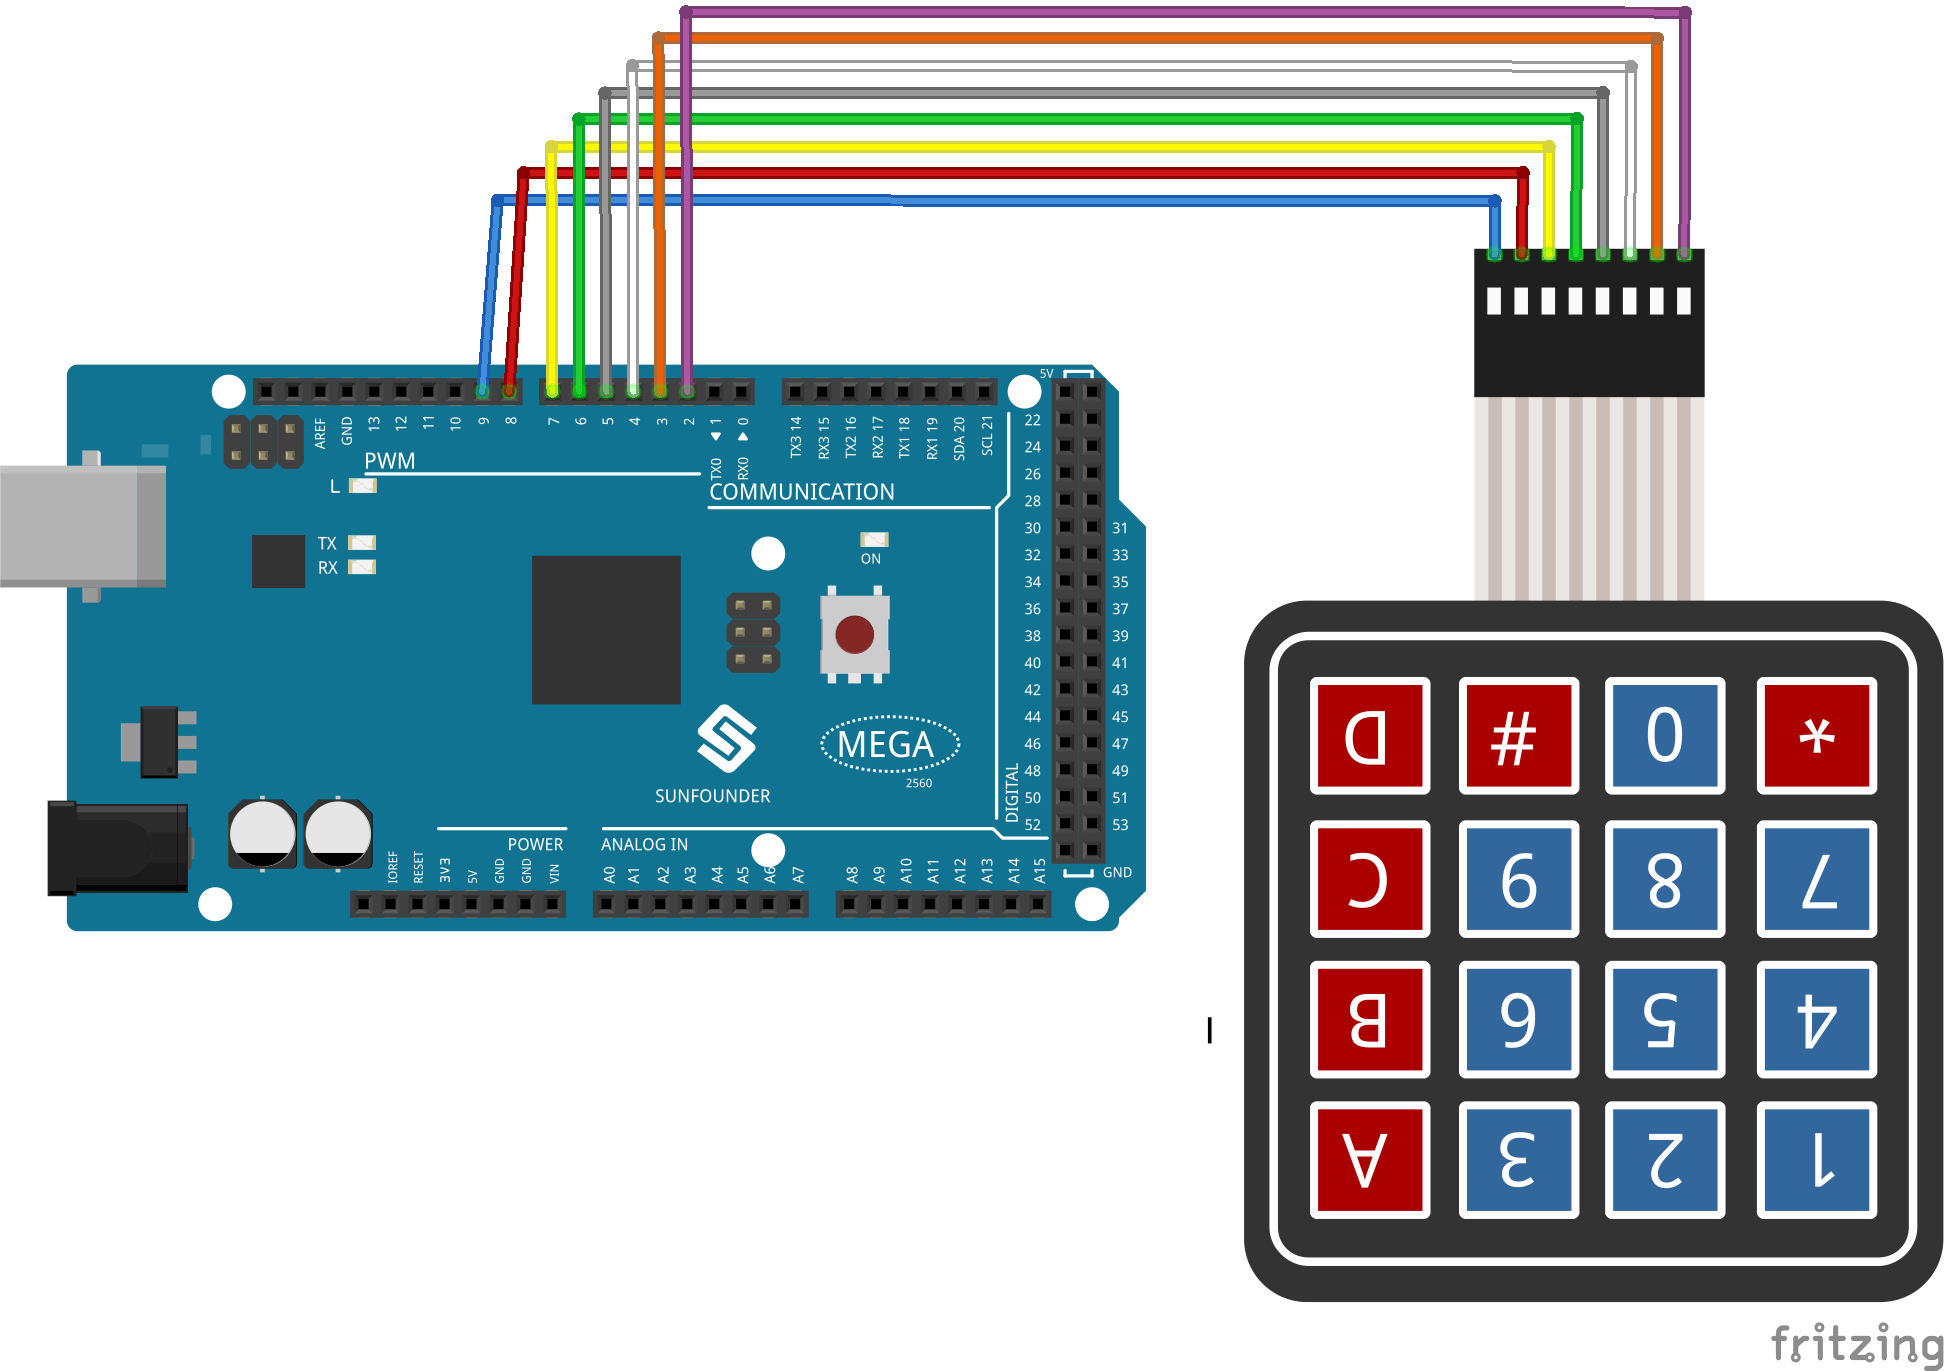 5V
AREF GND 13 12 11 10 9 8 7 6 5 4 3 2 1 0
TX0 RX0
TX3 14 RX3 15 TX2 16 RX2 17 TX1 18 RX1 19 SDA 20 SCL 21
PWM
COMMUNICATION
L
TX
RX
ON
22
24
26
28
30 31
32 33
34 35
36 37
38 39
40 41
42 43
44 45
46 47
48 49
50 51
52 53
DIGITAL
GND
MEGA
2560
SUNFOUNDER
POWER
ANALOG IN
IOREF RESET 3V3 5V GND GND VIN
A0 A1 A2 A3 A4 A5 A6 A7
A8 A9 A10 A11 A12 A13 A14 A15
D # 0 *
C 9 8 7
B 6 5 4
A 3 2 1
fritzing